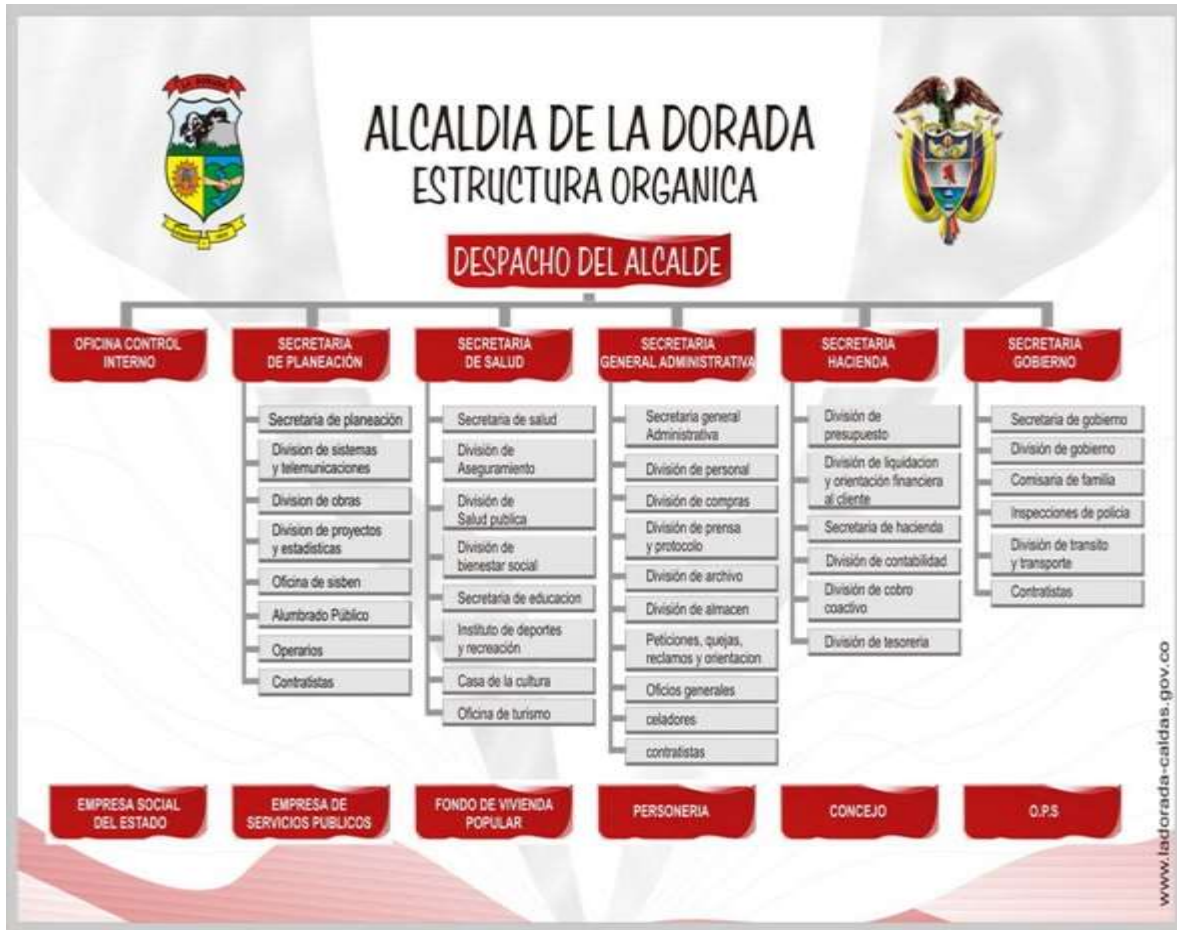 LA DORADA
ALCALDIA DE LA DORADA
ESTRUCTURA ORGANICA
DESPACHO DEL ALCALDE
OFICINA CONTROL
INTERNO
SECRETARIA
DE PLANEACIÓN
Secretaria de planeación
Division de sistemas
y telemunicaciones
Division de obras
Division de proyectos
y estadisticas
Oficina de sisben
Alumbrado Público
Operarios
Contratistas
SECRETARIA
DE SALUD
Secretaria de salud
División de
Aseguramiento
División de
Salud publica
División de
bienestar social
Secretaria de educacion
Instituto de deportes
y recreación
Casa de la cultura
Oficina de turismo
SECRETARIA
GENERAL ADMINISTRATIVA
Secretaria general
Administrativa
División de personal
División de compras
División de prensa
y protocolo
División de archivo
División de almacen
Peticiones, quejas,
reclamos y orientacion
Oficios generales
celadores
contratistas
SECRETARIA
HACIENDA
División de
presupuesto
División de liquidacion
y orientación financiera
al cliente
Secretaria de hacienda
División de contabilidad
División de cobro
coactivo
División de tesoreria
SECRETARIA
GOBIERNO
Secretaria de gobierno
División de gobierno
Comisaria de familia
Inspecciones de policia
División de transito
y transporte
Contratistas
EMPRESA SOCIAL
DEL ESTADO
EMPRESA DE
SERVICIOS PUBLICOS
FONDO DE VIVIENDA
POPULAR
PERSONERIA
CONCEJO
O.P.S
www.ladorada-caldas.gov.co